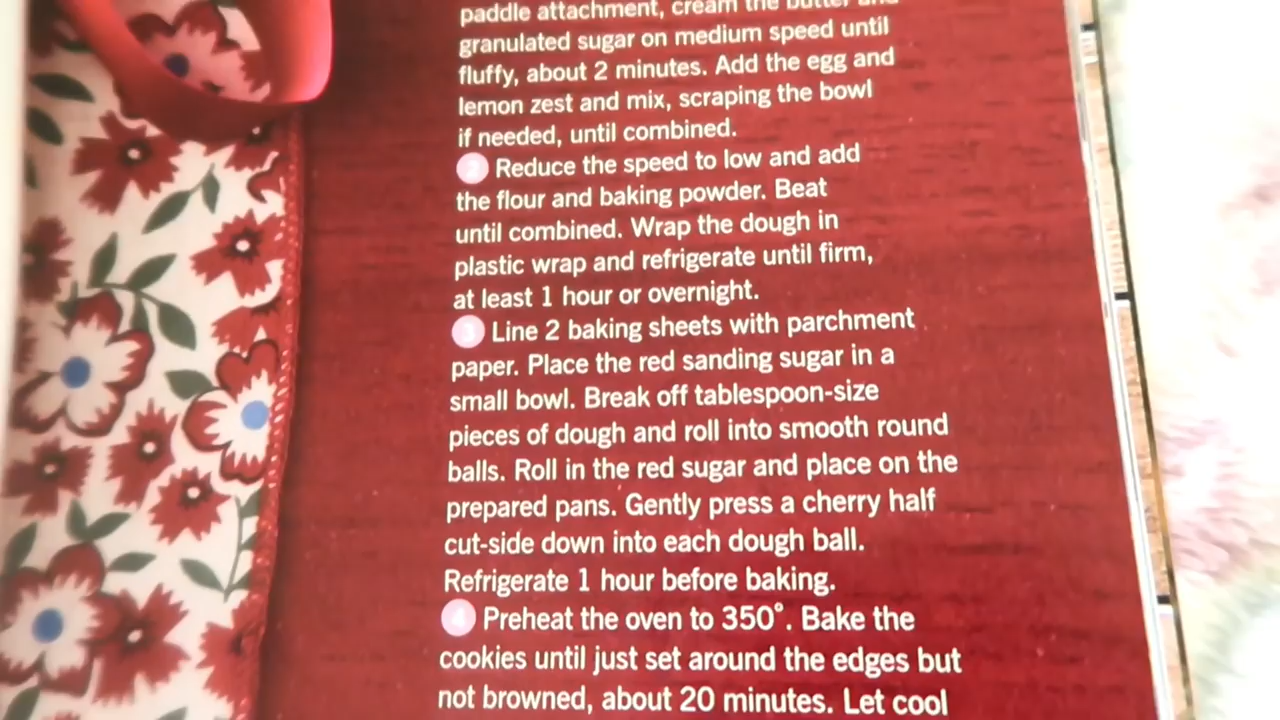 paddle attachment, cream the butter and
granulated sugar on medium speed until
fluffy, about 2 minutes. Add the egg and
lemon zest and mix, scraping the bowl
if needed, until combined.
2 Reduce the speed to low and add
the flour and baking powder. Beat
until combined. Wrap the dough in
plastic wrap and refrigerate until firm,
at least 1 hour or overnight.
3 Line 2 baking sheets with parchment
paper. Place the red sanding sugar in a
small bowl. Break off tablespoon-size
pieces of dough and roll into smooth round
balls. Roll in the red sugar and place on the
prepared pans. Gently press a cherry half
cut-side down into each dough ball.
Refrigerate 1 hour before baking.
4 Preheat the oven to 350°. Bake the
cookies until just set around the edges but
not browned, about 20 minutes. Let cool